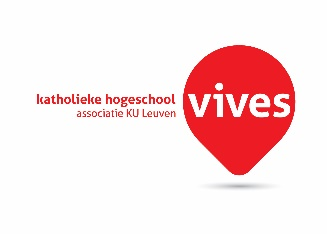 katholieke hogeschool
associatie KU Leuven
vives